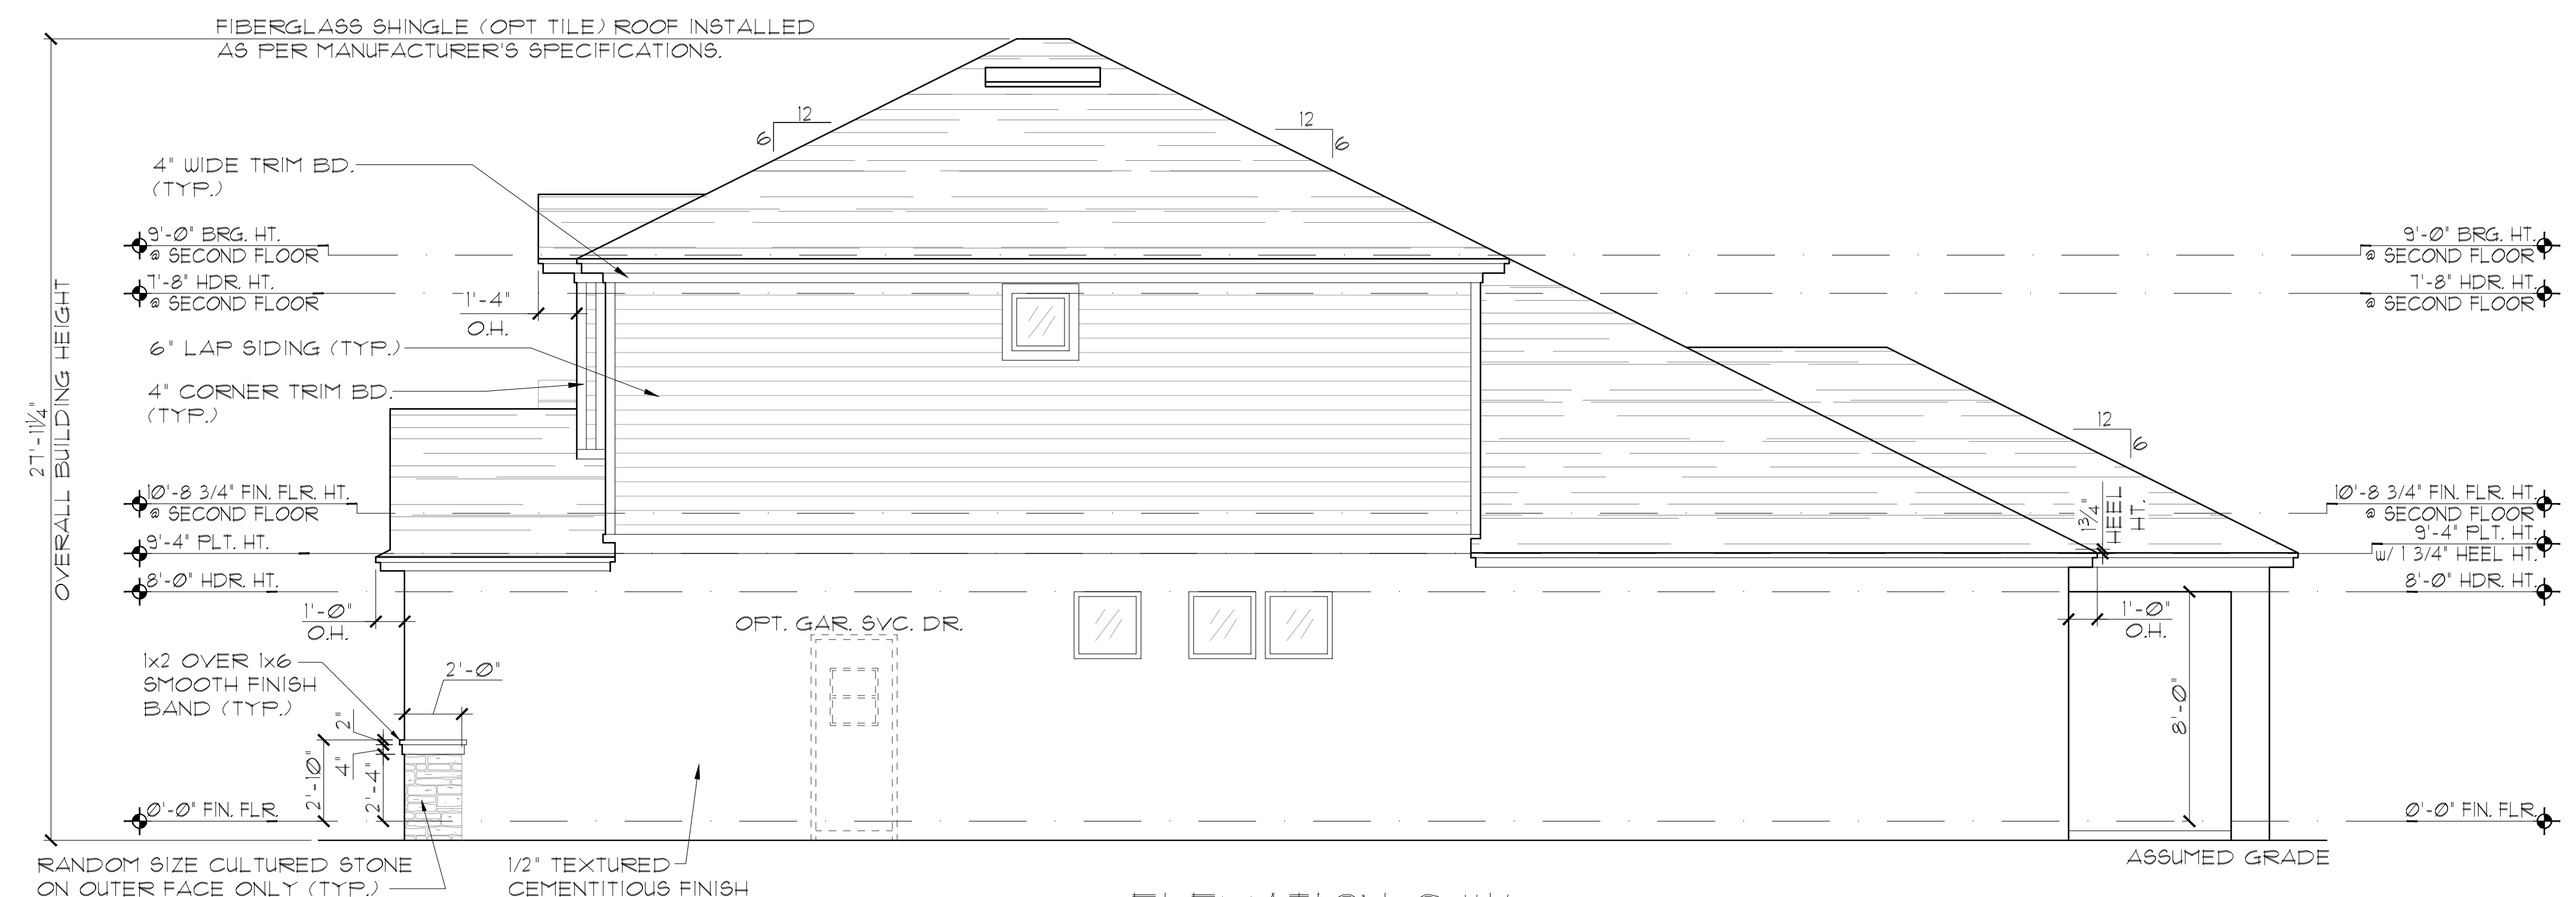 FIBERGLASS SHINGLE (OPT TILE) ROOF INSTALLED
AS PER MANUFACTURER'S SPECIFICATIONS.
12
6
12
6
4" WIDE TRIM BD.
(TYP.)
9'-0" BRG. HT.
@ SECOND FLOOR
9'-0" BRG. HT.
@ SECOND FLOOR
7'-8" HDR. HT.
@ SECOND FLOOR
7'-8" HDR. HT.
@ SECOND FLOOR
1'-4"
O.H.
6" LAP SIDING (TYP.)
4" CORNER TRIM BD.
(TYP.)
27'-11 1/4"
OVERALL BUILDING HEIGHT
12
6
10'-8 3/4" FIN. FLR. HT.
@ SECOND FLOOR
10'-8 3/4" FIN. FLR. HT.
@ SECOND FLOOR
1 3/4"
HEEL
HT.
9'-4" PLT. HT.
9'-4" PLT. HT.
w/ 1 3/4" HEEL HT.
8'-0" HDR. HT.
8'-0" HDR. HT.
1'-0"
O.H.
1'-0"
O.H.
OPT. GAR. SVC. DR.
1x2 OVER 1x6
SMOOTH FINISH
BAND (TYP.)
2'-0"
8'-0"
2"
4"
2'-10"
2'-4"
0'-0" FIN. FLR.
0'-0" FIN. FLR.
RANDOM SIZE CULTURED STONE
ON OUTER FACE ONLY (TYP.)
1/2" TEXTURED
CEMENTITIOUS FINISH
ASSUMED GRADE